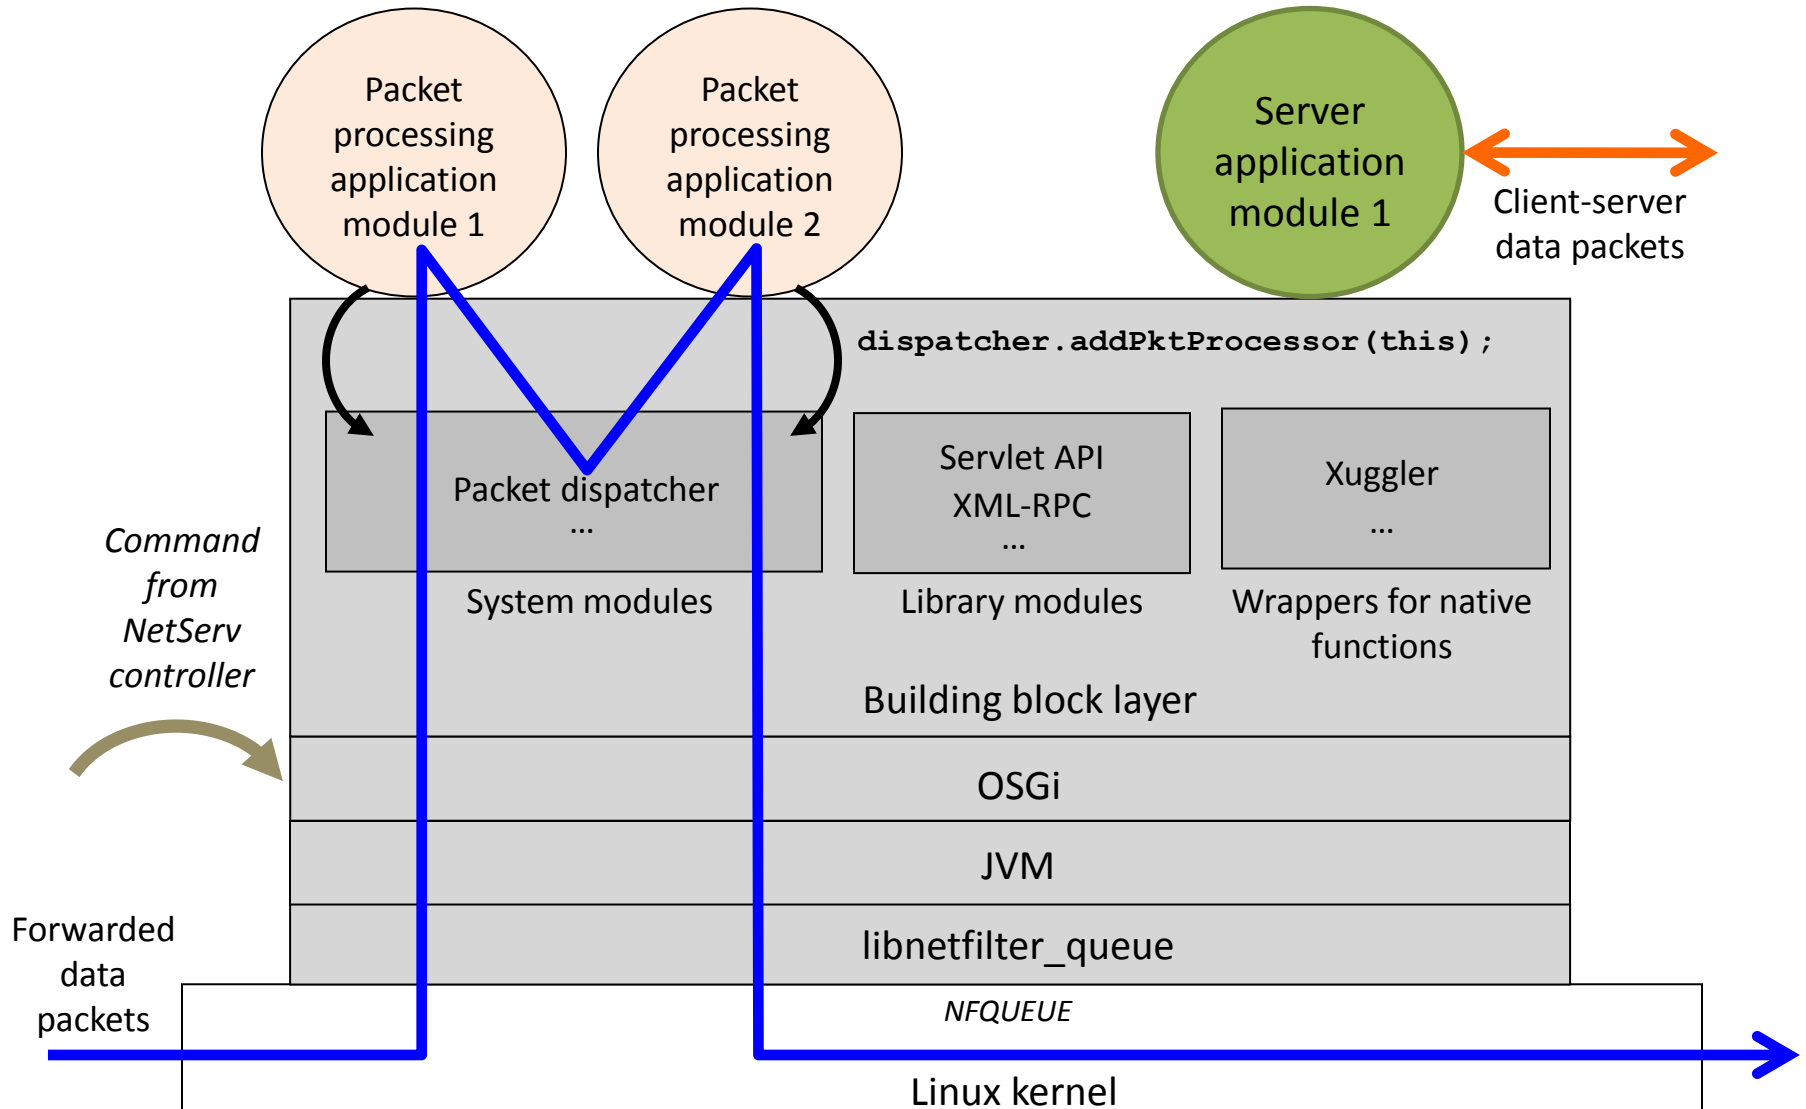 Packet
processing
application
module 1
Packet
processing
application
module 2
Server
application
module 1
Client-server
data packets
dispatcher.addPktProcessor(this);
Packet dispatcher
...
Servlet API
XML-RPC
...
Xuggler
...
System modules
Library modules
Wrappers for native
functions
Command
from
NetServ
controller
Building block layer
OSGi
JVM
libnetfilter_queue
Forwarded
data
packets
NFQUEUE
Linux kernel